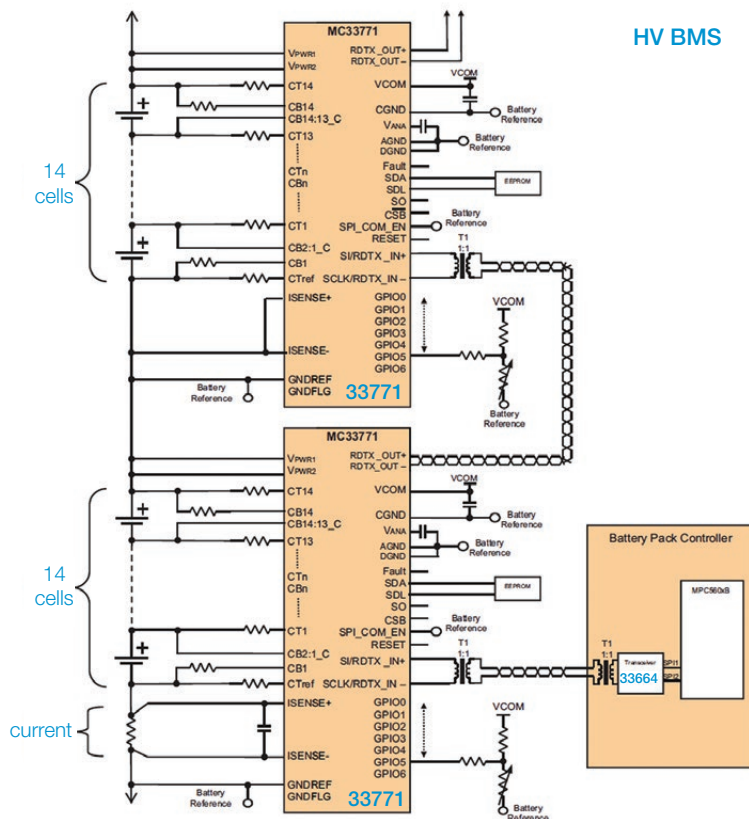 HV BMS
MC33771
VPWR1
VPWR2
CT14
CB14
CB14:13_C
CT13
CTn
CBn
CT1
CB2:1_C
CB1
CTref
ISENSE+
ISENSE-
GNDREF
GNDFLG
RDTX_OUT+
RDTX_OUT–
VCOM
CGND
VANA
AGND
DGND
Fault
SDA
SDL
SO
CSB
SPI_COM_EN
RESET
SI/RDTX_IN+
SCLK/RDTX_IN –
GPIO0
GPIO1
GPIO2
GPIO3
GPIO4
GPIO5
GPIO6
33771
14
cells
Battery
Reference
VCOM
Battery
Reference
Battery
Reference
EEPROM
Battery
Reference
T1
1:1
VCOM
Battery
Reference
MC33771
VPWR1
VPWR2
CT14
CB14
CB14:13_C
CT13
CTn
CBn
CT1
CB2:1_C
CB1
CTref
ISENSE+
ISENSE-
GNDREF
GNDFLG
RDTX_OUT+
RDTX_OUT –
VCOM
CGND
VANA
AGND
DGND
Fault
SDA
SDL
SO
CSB
SPI_COM_EN
RESET
SI/RDTX_IN+
SCLK/RDTX_IN –
GPIO0
GPIO1
GPIO2
GPIO3
GPIO4
GPIO5
GPIO6
33771
14
cells
current
Battery
Reference
VCOM
Battery
Reference
Battery
Reference
EEPROM
Battery
Reference
T1
1:1
VCOM
Battery
Reference
Battery Pack Controller
MPC560xB
T1
1:1
Transceiver
33664
SPI1
SPI2